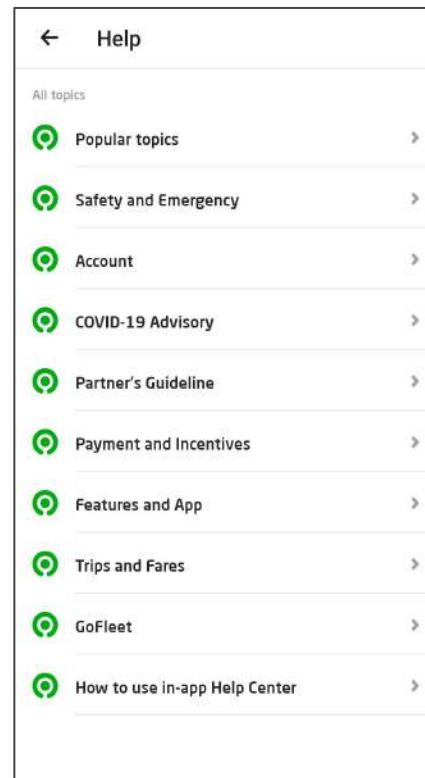 Help
All topics
Popular topics
Safety and Emergency
Account
COVID-19 Advisory
Partner's Guideline
Payment and Incentives
Features and App
Trips and Fares
GoFleet
How to use in-app Help Center